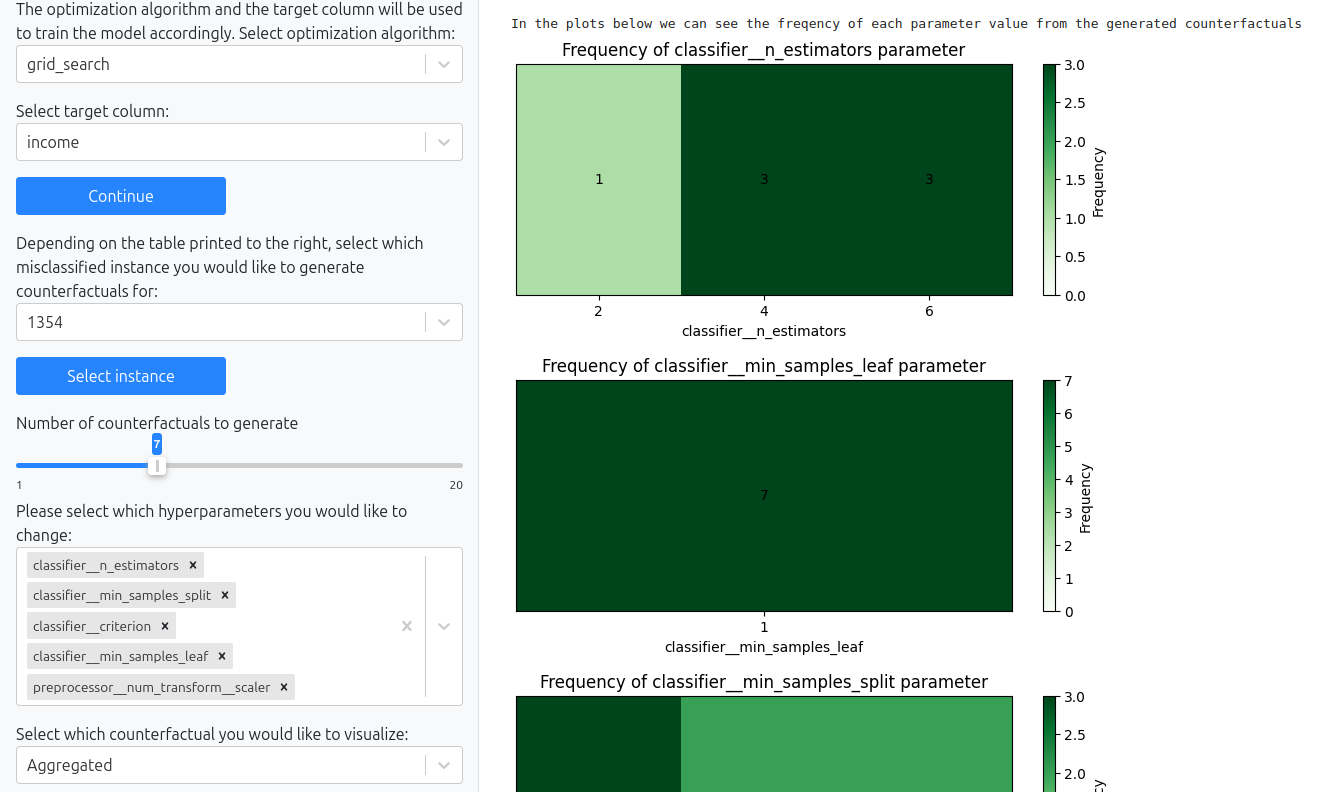 The optimization algorithm and the target column will be used
to train the model accordingly. Select optimization algorithm:
grid_search
Select target column:
income
Continue
Depending on the table printed to the right, select which
misclassified instance you would like to generate
counterfactuals for:
1354
Select instance
Number of counterfactuals to generate
7
1 20
Please select which hyperparameters you would like to
change:
classifier__n_estimators ×
classifier__min_samples_split ×
classifier__criterion ×
classifier__min_samples_leaf ×
preprocessor__num_transform__scaler ×
Select which counterfactual you would like to visualize:
Aggregated
In the plots below we can see the freqency of each parameter value from the generated counterfactuals
Frequency of classifier__n_estimators parameter
1 3 3
2 4 6
classifier__n_estimators
3.0
2.5
2.0
1.5
1.0
0.5
0.0
Frequency
Frequency of classifier__min_samples_leaf parameter
7
1
classifier__min_samples_leaf
7
6
5
4
3
2
1
0
Frequency
Frequency of classifier__min_samples_split parameter
3.0
2.5
2.0